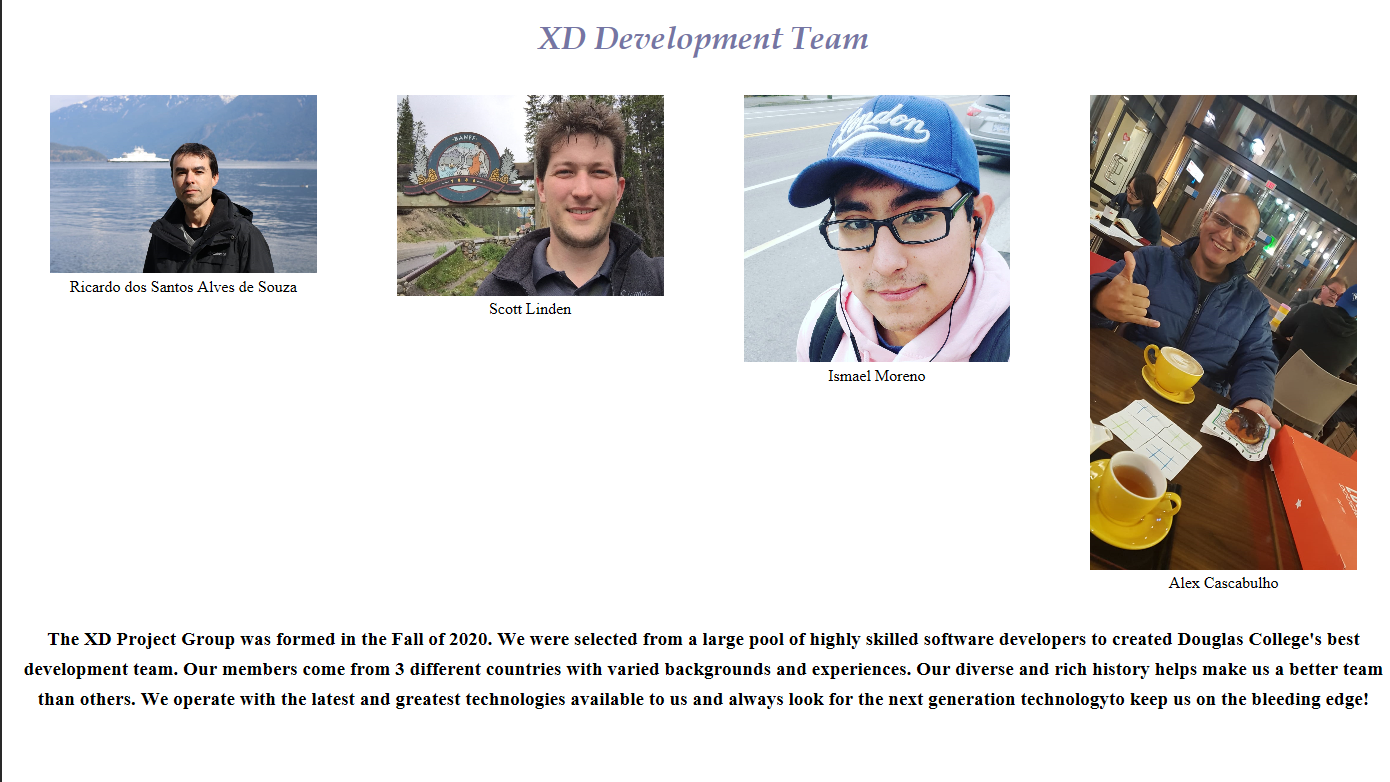 XD Development Team
BANFF
London
Ricardo dos Santos Alves de Souza
Scott Linden
Ismael Moreno
Alex Cascabulho
The XD Project Group was formed in the Fall of 2020. We were selected from a large pool of highly skilled software developers to created Douglas College's best
development team. Our members come from 3 different countries with varied backgrounds and experiences. Our diverse and rich history helps make us a better team
than others. We operate with the latest and greatest technologies available to us and always look for the next generation technologyto keep us on the bleeding edge!